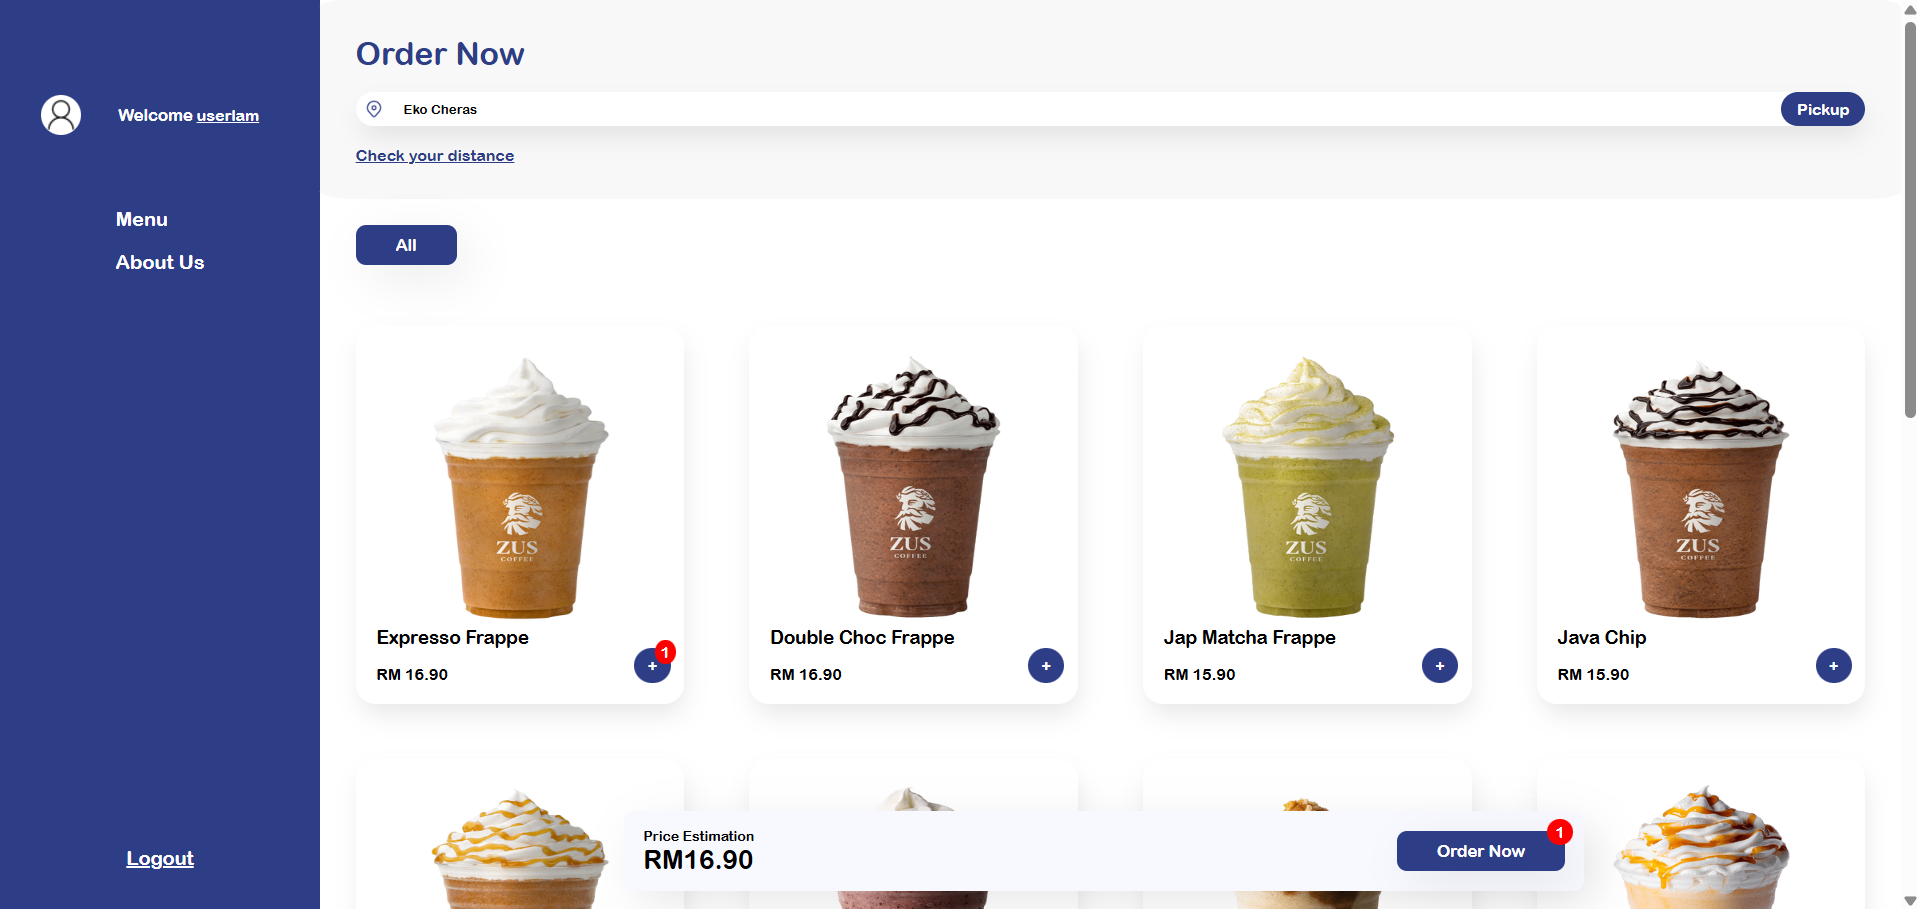 Welcome userlam
Menu
About Us
Logout
Order Now
Eko Cheras
Pickup
Check your distance
All
ZUS
COFFEE
Expresso Frappe
RM 16.90
+
1
ZUS
COFFEE
Double Choc Frappe
RM 16.90
+
ZUS
COFFEE
Jap Matcha Frappe
RM 15.90
+
ZUS
COFFEE
Java Chip
RM 15.90
+
Price Estimation
RM16.90
Order Now
1